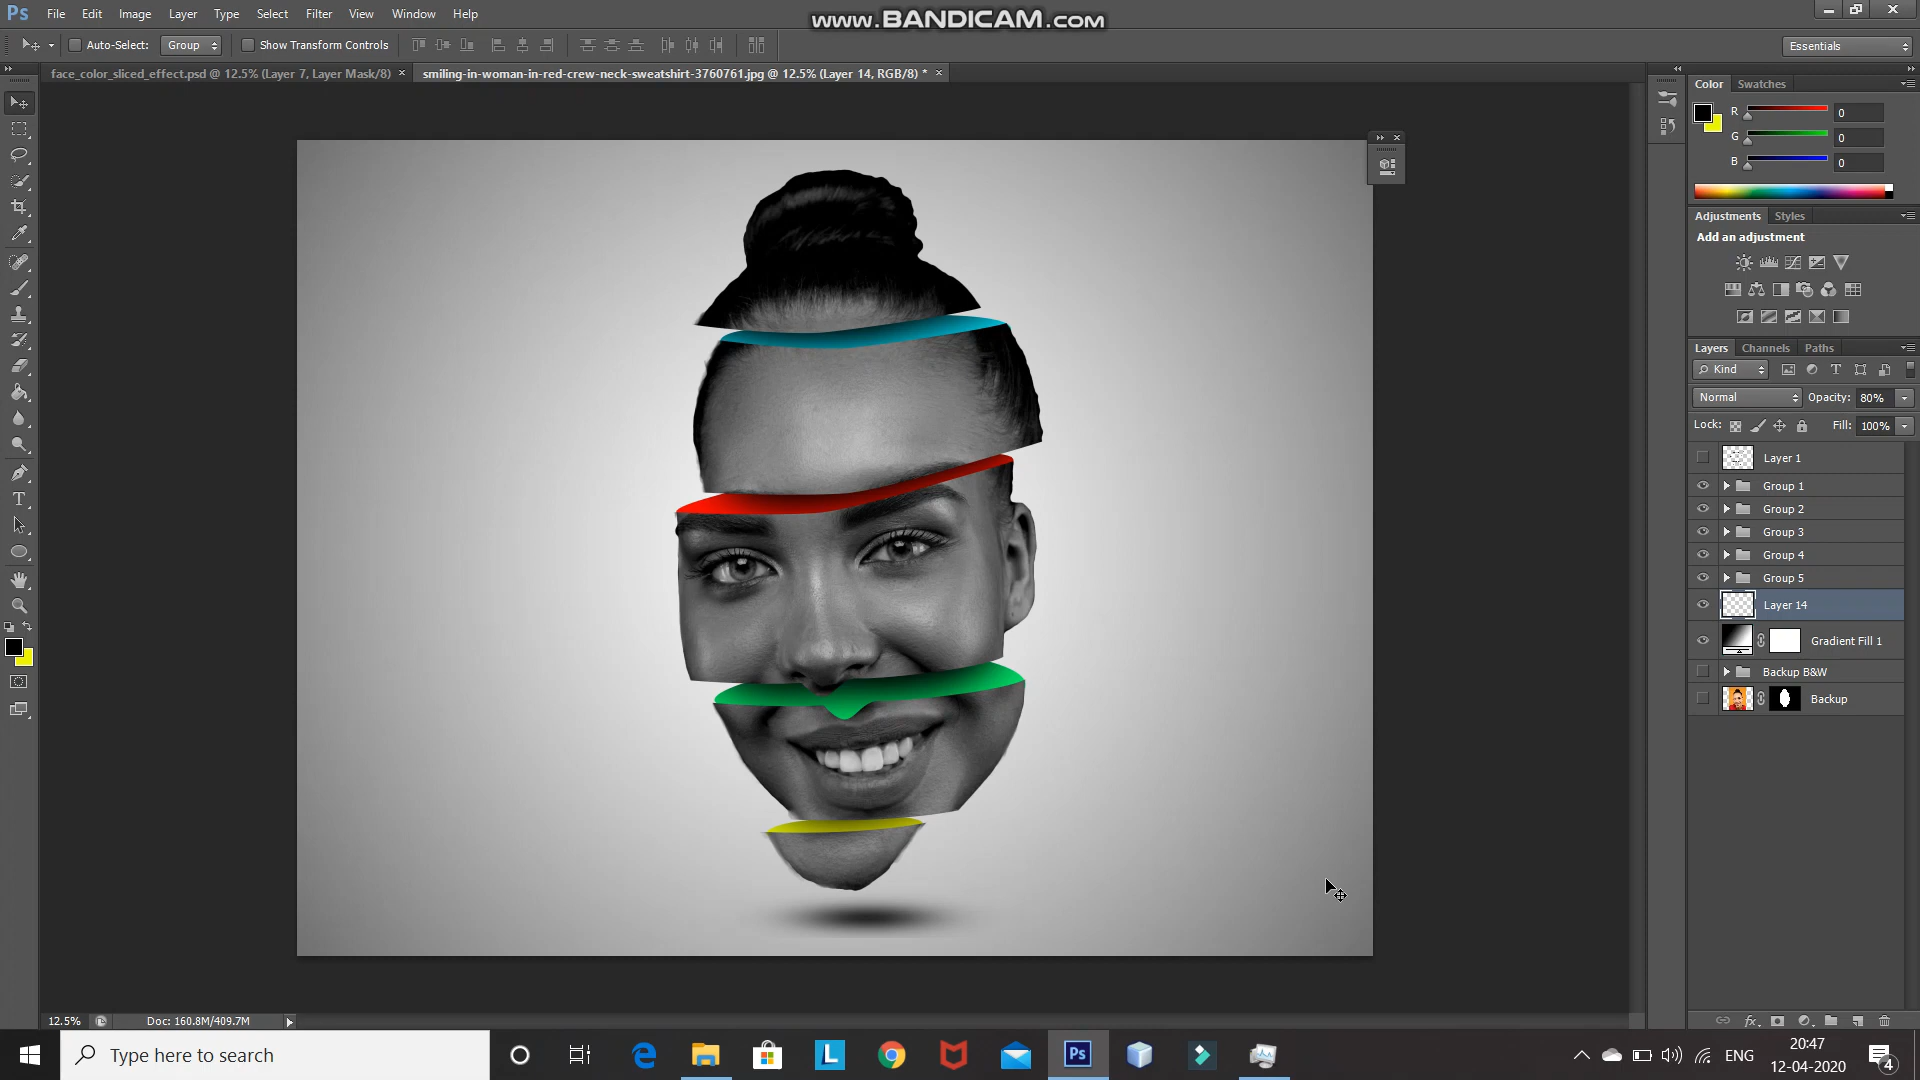 Ps File Edit Image Layer Type Select Filter View Window Help
www.BANDICAM.com
Auto-Select: Group Show Transform Controls
Essentials
face_color_sliced_effect.psd @ 12.5% (Layer 7, Layer Mask/8) ×
smiling-in-woman-in-red-crew-neck-sweatshirt-3760761.jpg @ 12.5% (Layer 14, RGB/8) * ×
Color Swatches
R 0
G 0
B 0
Adjustments Styles
Add an adjustment
Layers Channels Paths
Kind
Normal Opacity: 80%
Lock: Fill: 100%
Layer 1
Group 1
Group 2
Group 3
Group 4
Group 5
Layer 14
Gradient Fill 1
Backup B&W
Backup
12.5% Doc: 160.8M/409.7M
Type here to search
L
Ps
ENG
20:47
12-04-2020
4